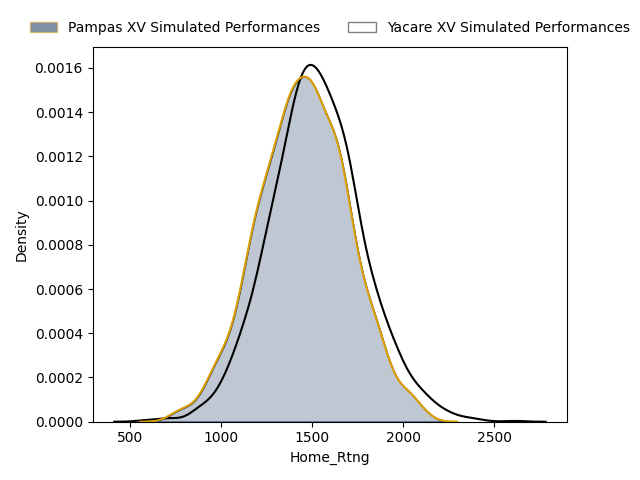 Pampas XV Simulated Performances Yacare XV Simulated Performances
0.0016
0.0014
0.0012
0.0010
0.0008
0.0006
0.0004
0.0002
0.0000
Density
500 1000 1500 2000 2500
Home_Rtng